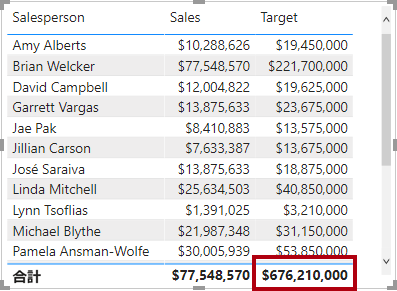 Salesperson Sales Target
Amy Alberts $10,288,626 $19,450,000
Brian Welcker $77,548,570 $221,700,000
David Campbell $12,004,822 $19,625,000
Garrett Vargas $13,875,633 $23,675,000
Jae Pak $8,410,883 $13,575,000
Jillian Carson $7,633,387 $13,675,000
José Saraiva $13,875,633 $18,875,000
Linda Mitchell $25,634,503 $40,850,000
Lynn Tsoflias $1,391,025 $3,210,000
Michael Blythe $21,987,348 $31,150,000
Pamela Ansman-Wolfe $30,005,939 $53,850,000
合計 $77,548,570 $676,210,000